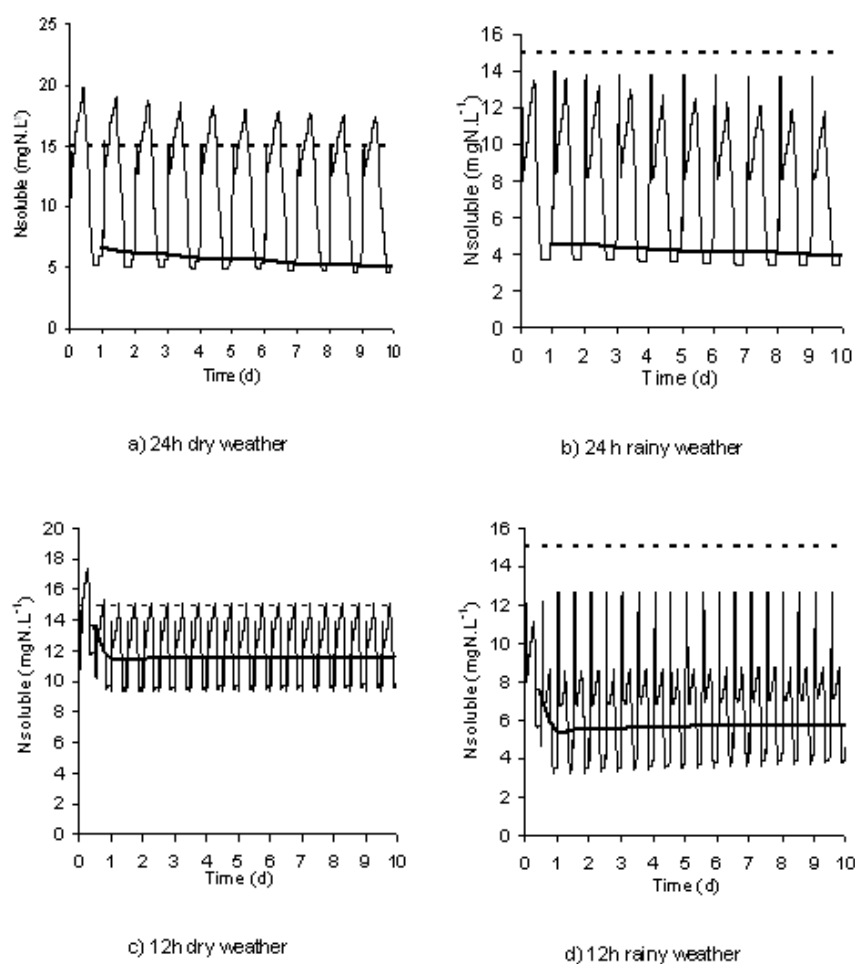 25
20
15
10
5
0
Nsoluble (mgN.L¹)
0 1 2 3 4 5 6 7 8 9 10
Time (d)
a) 24h dry weather
16
14
12
10
8
6
4
2
0
Nsoluble (mgN.L⁻¹)
0 1 2 3 4 5 6 7 8 9 10
Time (d)
b) 24 h rainy weather
20
18
16
14
12
10
8
6
4
2
0
Nsoluble (mgN.L⁻¹)
0 1 2 3 4 5 6 7 8 9 10
Time (d)
c) 12h dry weather
16
14
12
10
8
6
4
2
0
Nsoluble (mgN.L⁻¹)
0 1 2 3 4 5 6 7 8 9 10
Time (d)
d) 12h rainy weather